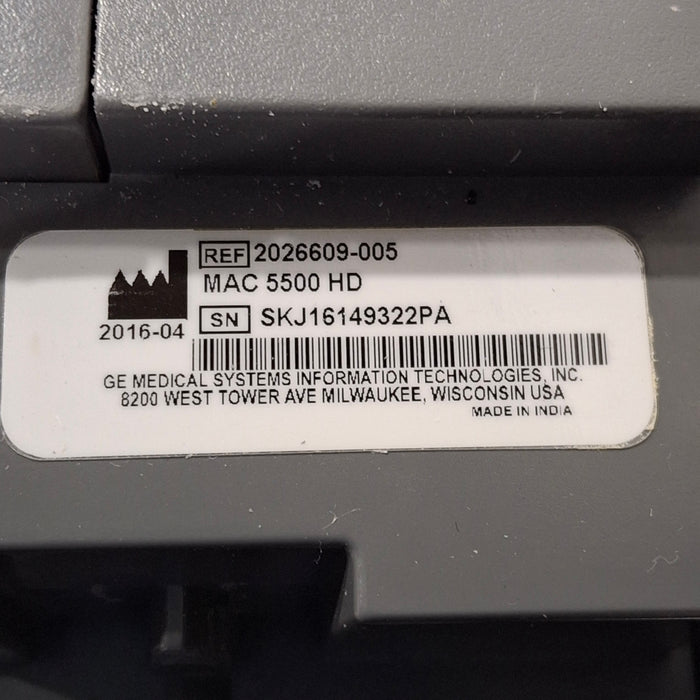 REF 2026609-005
MAC 5500 HD
2016-04
SN SKJ16149322PA
GE MEDICAL SYSTEMS INFORMATION TECHNOLOGIES, INC.
8200 WEST TOWER AVE MILWAUKEE, WISCONSIN USA
MADE IN INDIA